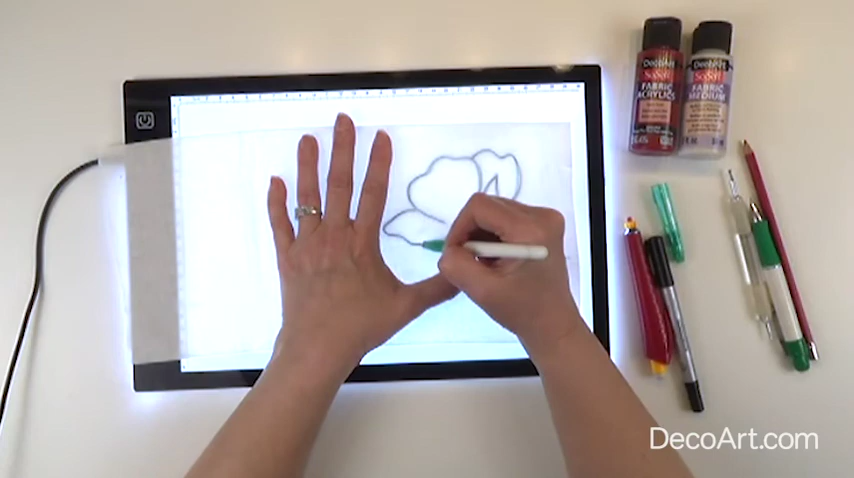 DecoArt
SoSoft
FABRIC
ACRYLICS
DecoArt
SoSoft
FABRIC
MEDIUM
DecoArt.com